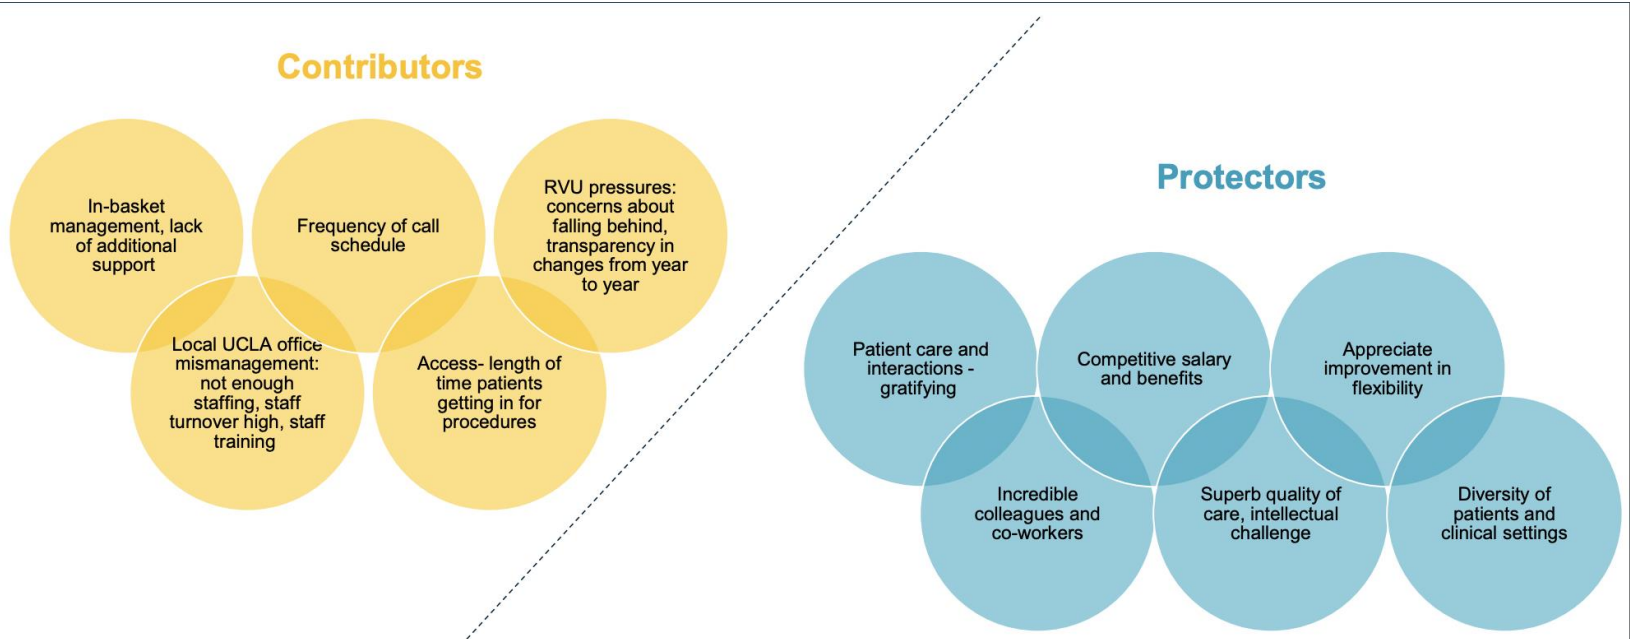 Contributors
In-basket
management, lack
of additional
support
Frequency of call
schedule
RVU pressures:
concerns about
falling behind,
transparency in
changes from year
to year
Local UCLA office
mismanagement:
not enough
staffing, staff
turnover high, staff
training
Access- length of
time patients
getting in for
procedures
Protectors
Patient care and
interactions -
gratifying
Competitive salary
and benefits
Appreciate
improvement in
flexibility
Incredible
colleagues and
co-workers
Superb quality of
care, intellectual
challenge
Diversity of
patients and
clinical settings